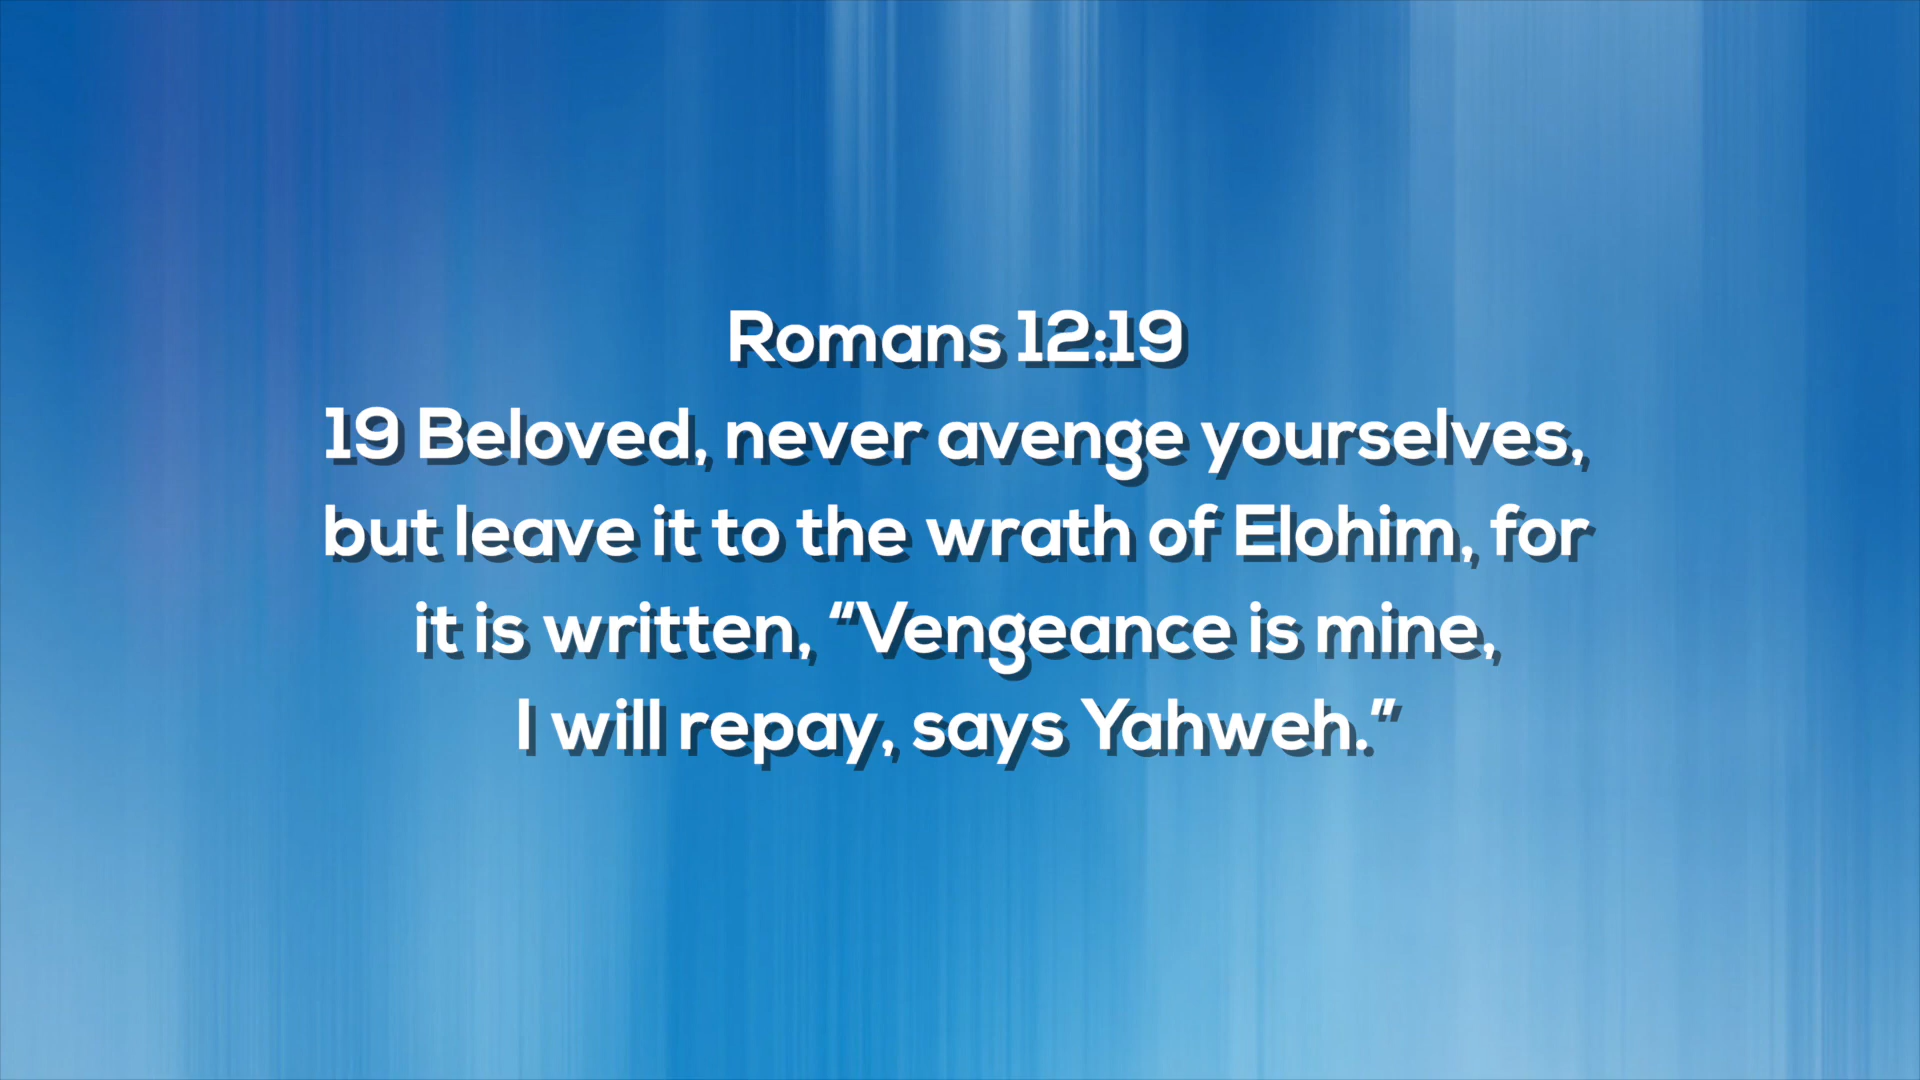 Romans 12:19
19 Beloved, never avenge yourselves,
but leave it to the wrath of Elohim, for
it is written, “Vengeance is mine,
I will repay, says Yahweh.”